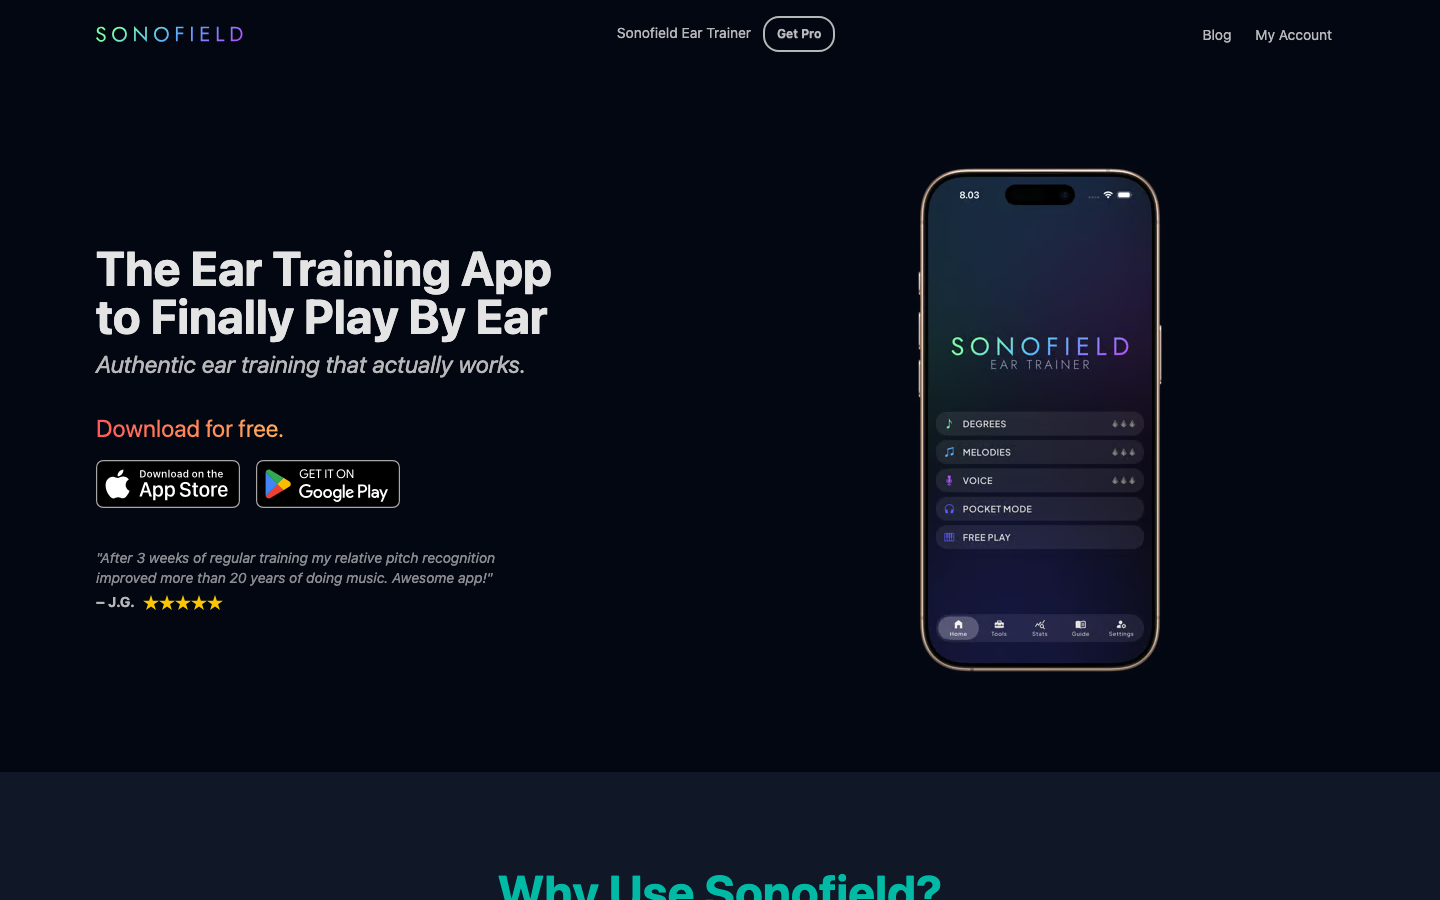 SONOFIELD
Sonofield Ear Trainer
Get Pro
Blog
My Account
The Ear Training App
to Finally Play By Ear
Authentic ear training that actually works.
Download for free.
Download on the
App Store
GET IT ON
Google Play
"After 3 weeks of regular training my relative pitch recognition
improved more than 20 years of doing music. Awesome app!"
– J.G.
8.03
SONOFIELD
EAR TRAINER
DEGREES
MELODIES
VOICE
POCKET MODE
FREE PLAY
Home
Tools
Stats
Guide
Settings
Why Use Sonofield?